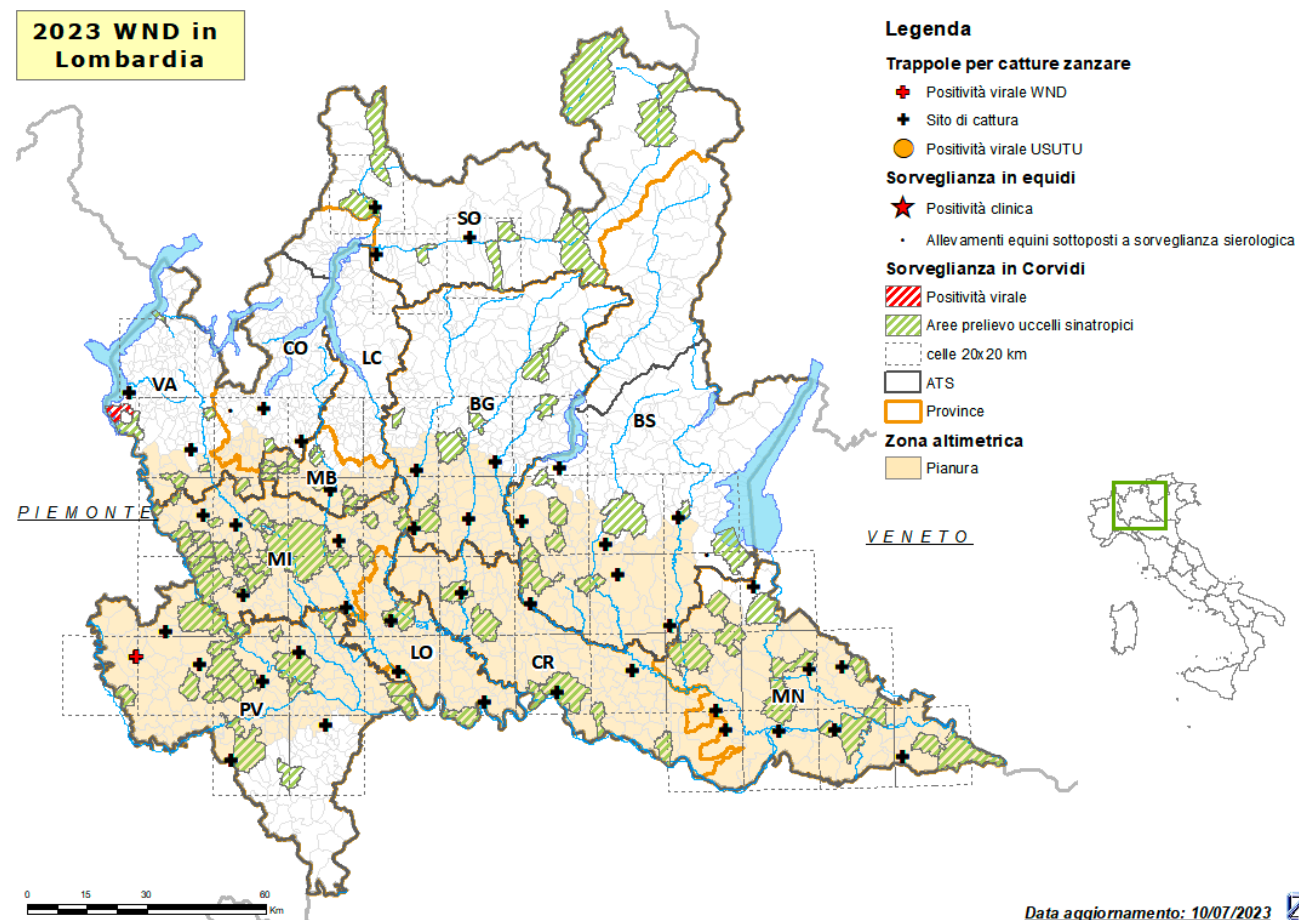 2023 WND in
Lombardia
Legenda
Trappole per catture zanzare
Positività virale WND
Sito di cattura
Positività virale USUTU
Sorveglianza in equidi
Positività clinica
Allevamenti equini sottoposti a sorveglianza sierologica
Sorveglianza in Corvidi
Positività virale
Aree prelievo uccelli sinatropici
celle 20x20 km
ATS
Province
Zona altimetrica
Pianura
SO
CO
LC
VA
BG
BS
MB
PIEMONTE
VENETO
MI
LO
CR
MN
PV
0 15 30 60
Km
Data aggiornamento: 10/07/2023